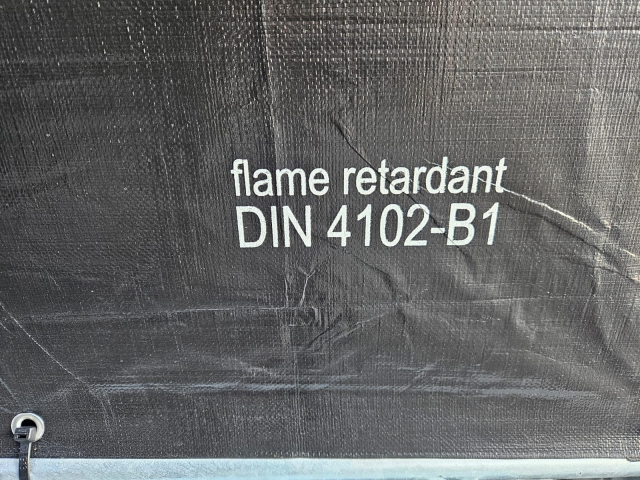 flame retardant
DIN 4102-B1